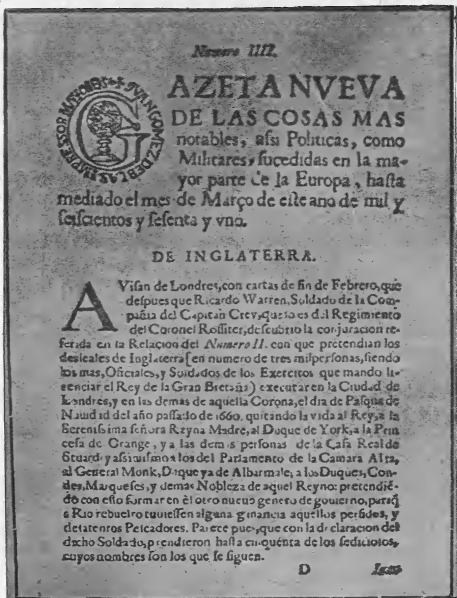 Numero IIII.
GAZETA NVEVA
DE LAS COSAS MAS
notables, aſsi Politicas, como
Militares, ſucedidas en la ma-
yor parte de la Europa, haſta
mediado el mes de Março de eſte año de mil y
ſeiſcientos y ſeſenta y vno.
DE INGLATERRA.
AViſan de Londres, con cartas de fin de Febrero, que
deſpues que Ricardo Warren, Soldado de la Com-
pañia del Capitan Crev, que lo es del Regimiento
del Coronel Roſſiter, deſcubrio la conjuracion re-
ferida en la Relacion del Numero II. con que pretendian los
desleales de Inglaterra [en numero de tres mil perſonas, ſiendo
los mas, Oficiales, y Soldados de los Exercitos que mandò li-
cenciar el Rey de la Gran Bretaña) executar en la Ciudad de
Londres, y en las demas de aquella Corona, el dia de Paſqua de
Nauidad del año paſſado de 1660, quitando la vida al Rey, a la
Sereniſsima ſeñora Reyna Madre, al Duque de York, a la Prin
ceſa de Orange, y a las demas perſonas de la Caſa Real de
Stuard; y aſsimiſmo a los del Parlamento de la Camara Alta,
al General Monk, Duque ya de Albarmale, a los Duques, Con-
des, Marqueſes, y demas Nobleza de aquel Reyno: pretendiē-
do con eſto formar en èl otro nueuo genero de gouierno, para q̃
a Rio rebuelto tuuieſſen alguna ganancia aquellos perfidos, y
detatenros Peſcadores. Parece pues, que con la declaracion del
dicho Soldado, prendieron haſta cinquenta de los ſedicioſos,
cuyos nombres ſon los que ſe ſiguen.
D